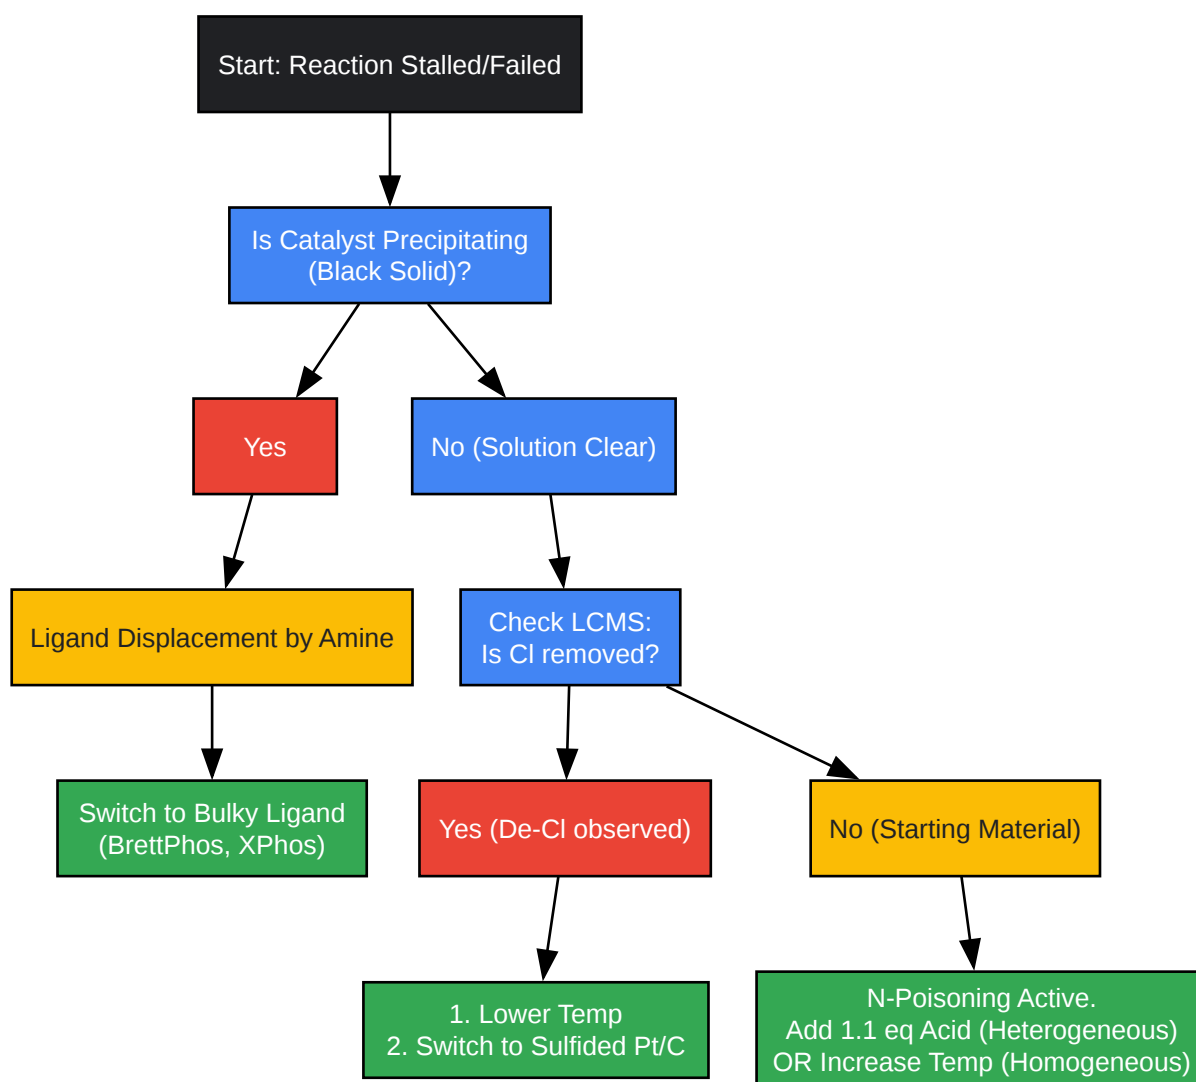 Start: Reaction Stalled/Failed
Is Catalyst Precipitating
(Black Solid)?
Yes
No (Solution Clear)
Ligand Displacement by Amine
Check LCMS:
Is Cl removed?
Switch to Bulky Ligand
(BrettPhos, XPhos)
Yes (De-Cl observed)
No (Starting Material)
1. Lower Temp
2. Switch to Sulfided Pt/C
N-Poisoning Active.
Add 1.1 eq Acid (Heterogeneous)
OR Increase Temp (Homogeneous)